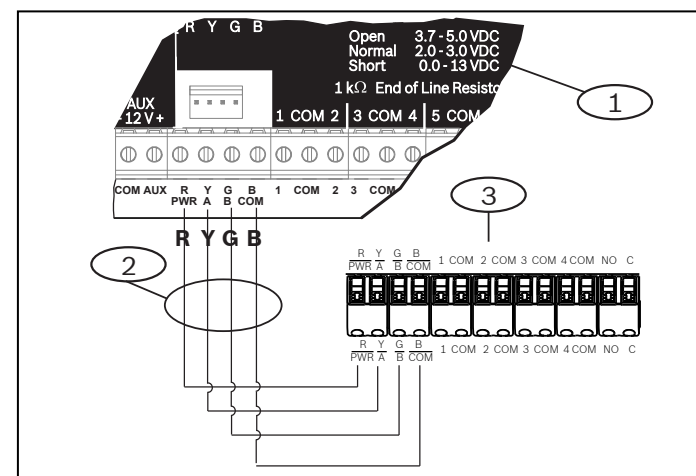 R Y G B
Open 3.7 - 5.0 VDC
Normal 2.0 - 3.0 VDC
Short 0.0 - 13 VDC
1 kΩ End of Line
AUX
12 V +
1 COM 2 3 COM 4 5 COM
1
COM AUX R Y G B 1 COM 2 3 COM
PWR A B COM
R Y G B
3
2
R Y G B 1 COM 2 COM 3 COM 4 COM NO C
PWR A B COM
R Y G B 1 COM 2 COM 3 COM 4 COM NO C
PWR A B COM